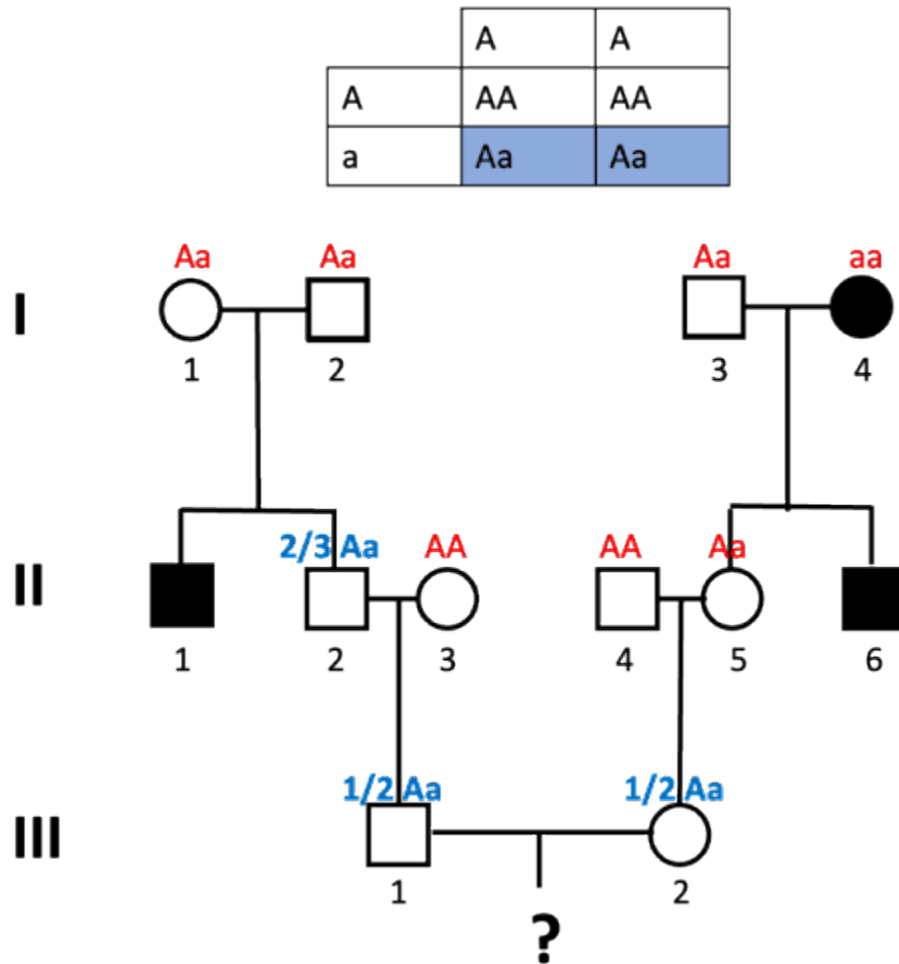 A A
A AA AA
a Aa Aa
Aa Aa Aa aa
I
1 2 3 4
2/3 Aa AA AA Aa
II
1 2 3 4 5 6
1/2 Aa 1/2 Aa
III
1 2
?